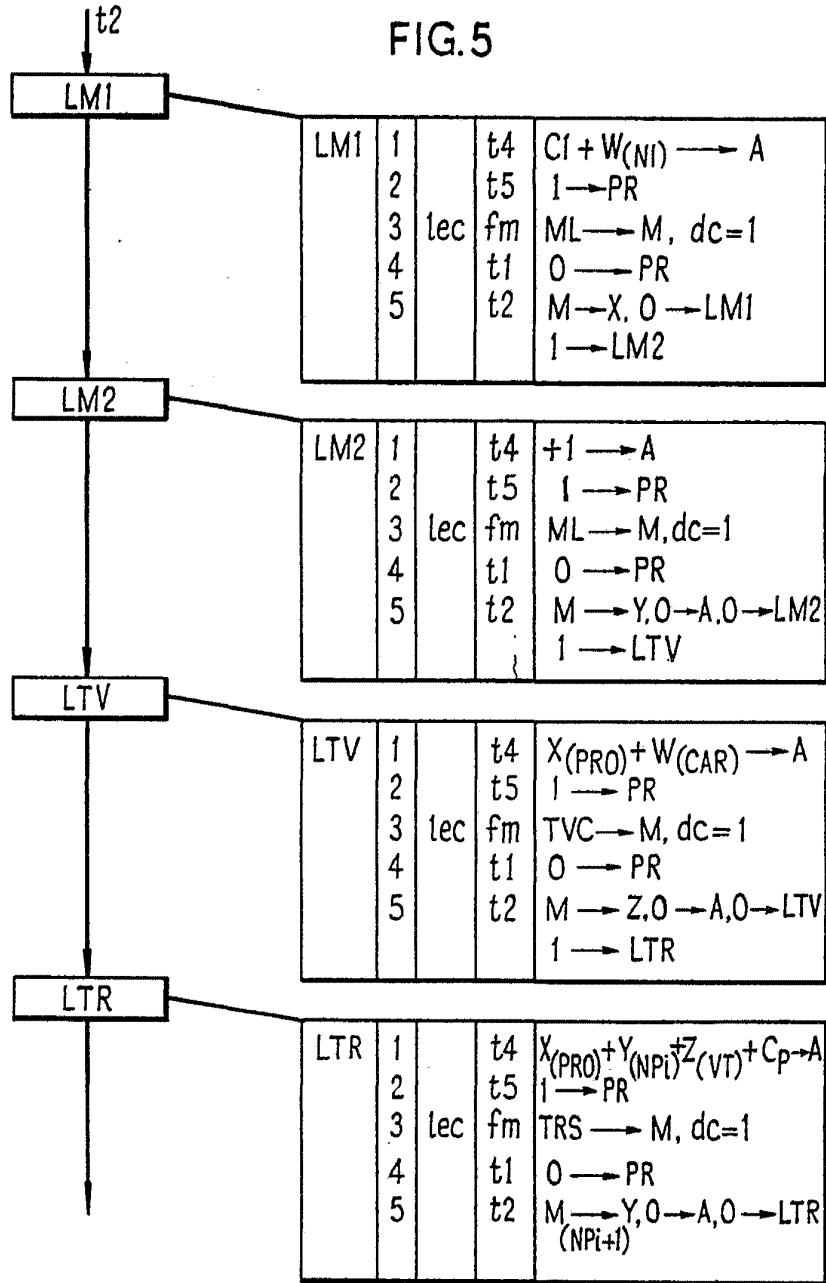 t2
FIG.5
LM1
LM1 1 t4 C1 + W(NI) → A
2 t5 1 → PR
3 lec fm ML → M, dc=1
4 t1 0 → PR
5 t2 M → X, 0 → LM1
1 → LM2
LM2
LM2 1 t4 +1 → A
2 t5 1 → PR
3 lec fm ML → M, dc=1
4 t1 0 → PR
5 t2 M → Y, 0 → A, 0 → LM2
1 → LTV
LTV
LTV 1 t4 X(PRO) + W(CAR) → A
2 t5 1 → PR
3 lec fm TVC → M, dc=1
4 t1 0 → PR
5 t2 M → Z, 0 → A, 0 → LTV
1 → LTR
LTR
LTR 1 t4 X(PRO) + Y(NPi) + Z(VT) + Cp → A
2 t5 1 → PR
3 lec fm TRS → M, dc=1
4 t1 0 → PR
5 t2 M → Y, 0 → A, 0 → LTR
(NPi+1)